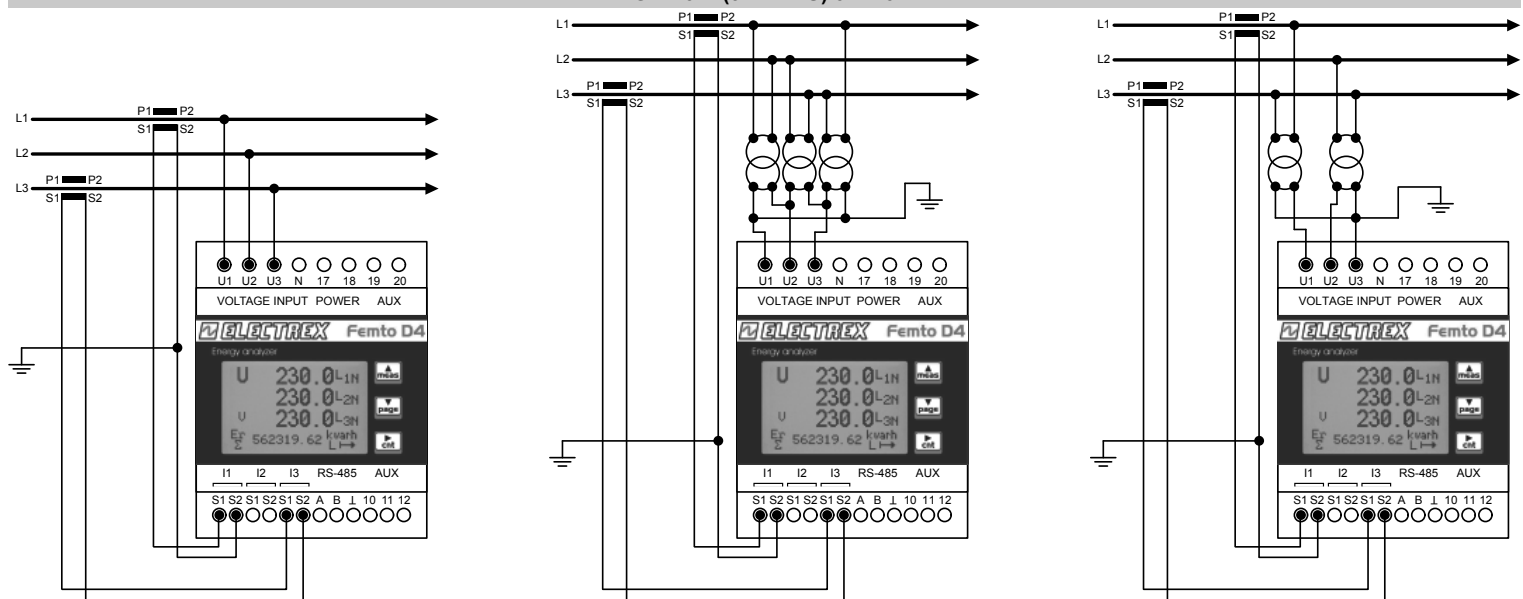 P1 P2
L1
S1 S2
L2
P1 P2
L3
S1 S2
U1 U2 U3 N 17 18 19 20
VOLTAGE INPUT POWER AUX
ELECTREX Femto D4
Energy analyzer
U 230.0 L1N meas
230.0 L2N page
V 230.0 L3N
Er Σ 562319.62 kvarh L cnt
I1 I2 I3 RS-485 AUX
S1 S2 S1 S2 S1 S2 A B ⊥ 10 11 12
P1 P2
L1
S1 S2
L2
P1 P2
L3
S1 S2
U1 U2 U3 N 17 18 19 20
VOLTAGE INPUT POWER AUX
ELECTREX Femto D4
Energy analyzer
U 230.0 L1N meas
230.0 L2N page
V 230.0 L3N
Er Σ 562319.62 kvarh L cnt
I1 I2 I3 RS-485 AUX
S1 S2 S1 S2 S1 S2 A B ⊥ 10 11 12
P1 P2
L1
S1 S2
L2
P1 P2
L3
S1 S2
U1 U2 U3 N 17 18 19 20
VOLTAGE INPUT POWER AUX
ELECTREX Femto D4
Energy analyzer
U 230.0 L1N meas
230.0 L2N page
V 230.0 L3N
Er Σ 562319.62 kvarh L cnt
I1 I2 I3 RS-485 AUX
S1 S2 S1 S2 S1 S2 A B ⊥ 10 11 12